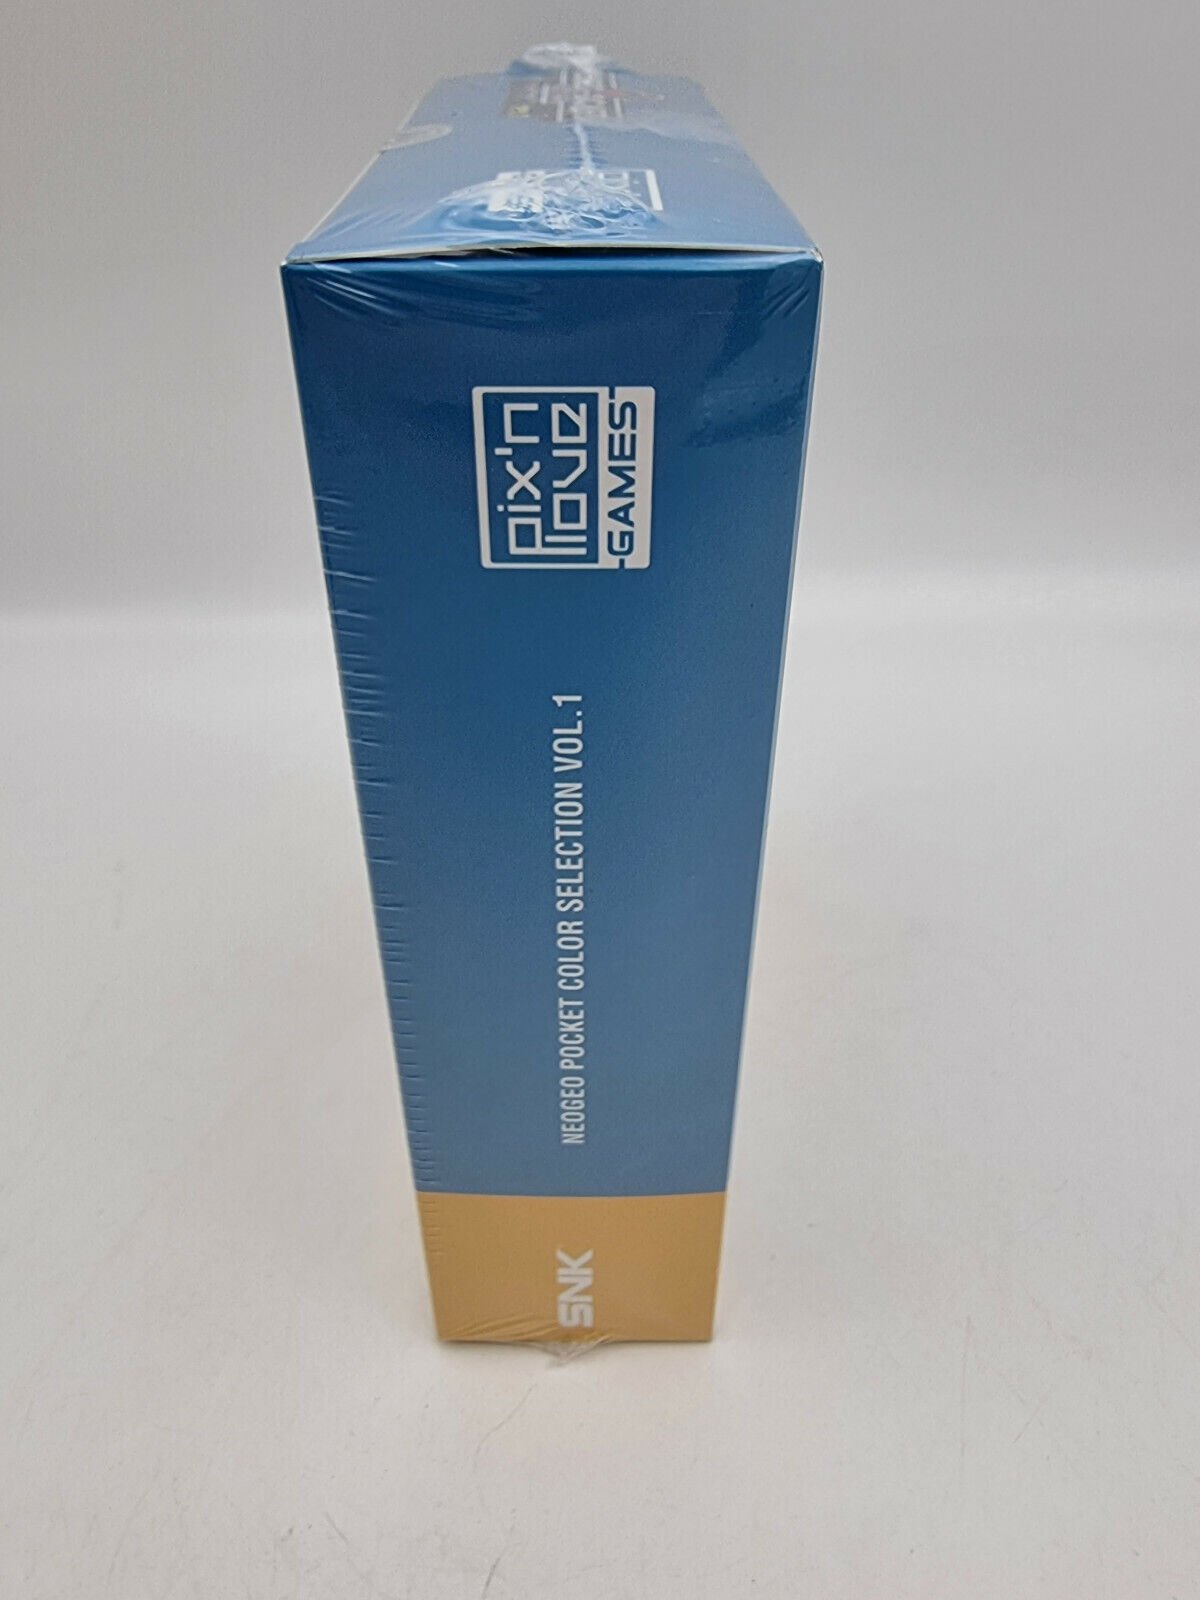 pix'n
love
GAMES
NEOGEO POCKET COLOR SELECTION VOL.1
SNK